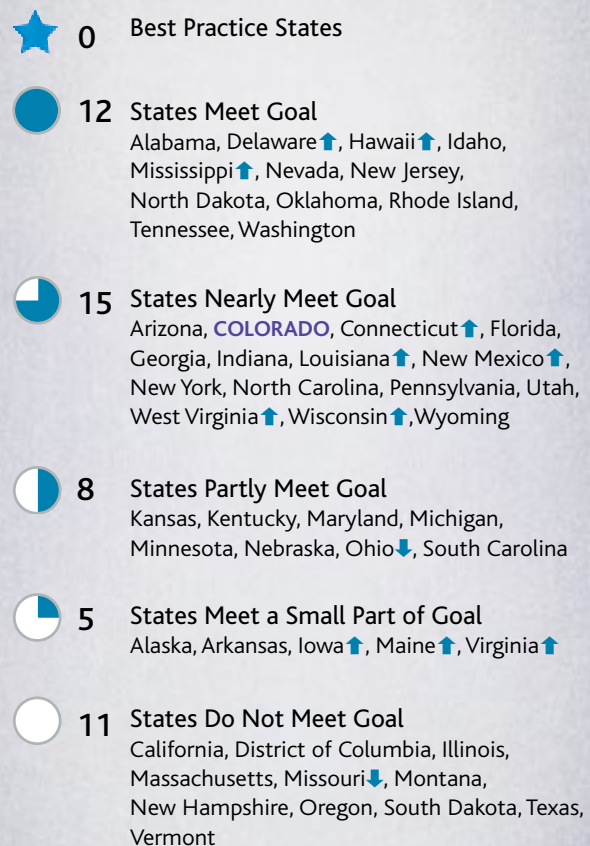 0 Best Practice States
12 States Meet Goal
Alabama, Delaware⬆, Hawaii⬆, Idaho,
Mississippi⬆, Nevada, New Jersey,
North Dakota, Oklahoma, Rhode Island,
Tennessee, Washington
15 States Nearly Meet Goal
Arizona, COLORADO, Connecticut⬆, Florida,
Georgia, Indiana, Louisiana⬆, New Mexico⬆,
New York, North Carolina, Pennsylvania, Utah,
West Virginia⬆, Wisconsin⬆,Wyoming
8 States Partly Meet Goal
Kansas, Kentucky, Maryland, Michigan,
Minnesota, Nebraska, Ohio⬇, South Carolina
5 States Meet a Small Part of Goal
Alaska, Arkansas, Iowa⬆, Maine⬆, Virginia⬆
11 States Do Not Meet Goal
California, District of Columbia, Illinois,
Massachusetts, Missouri⬇, Montana,
New Hampshire, Oregon, South Dakota, Texas,
Vermont